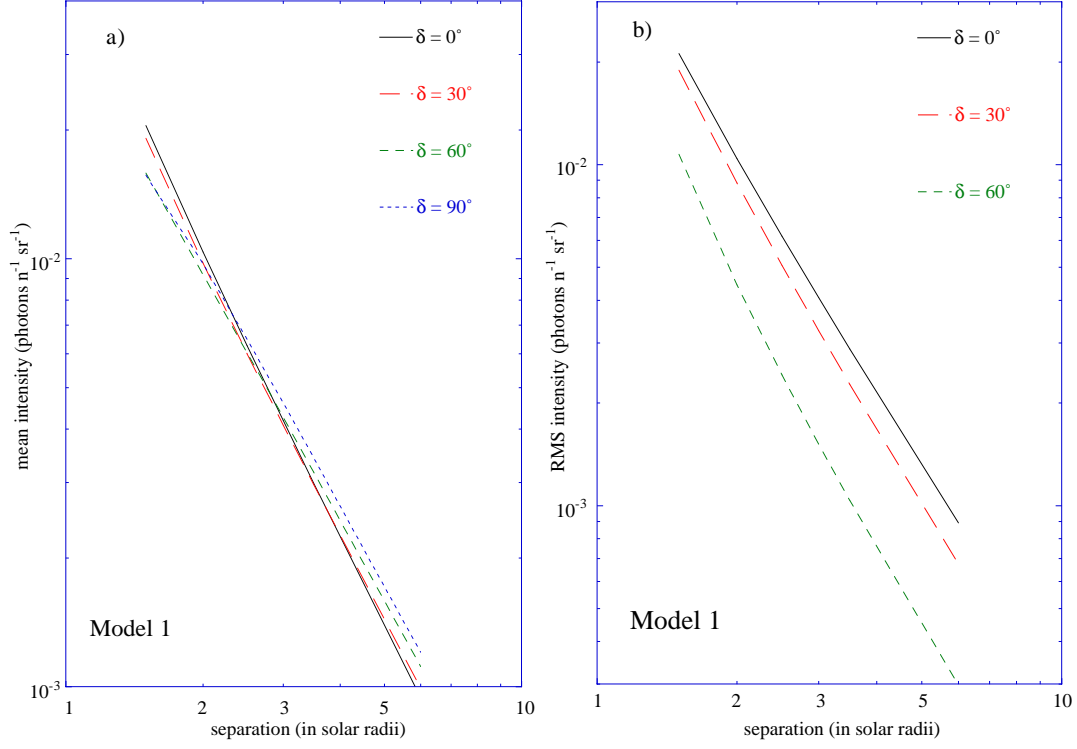 a)
δ = 0°
δ = 30°
δ = 60°
δ = 90°
mean intensity (photons n⁻¹ sr⁻¹)
10⁻²
10⁻³
Model 1
1 2 3 4 5 10
separation (in solar radii)
b)
δ = 0°
δ = 30°
δ = 60°
RMS intensity (photons n⁻¹ sr⁻¹)
10⁻²
10⁻³
Model 1
1 2 3 4 5 10
separation (in solar radii)